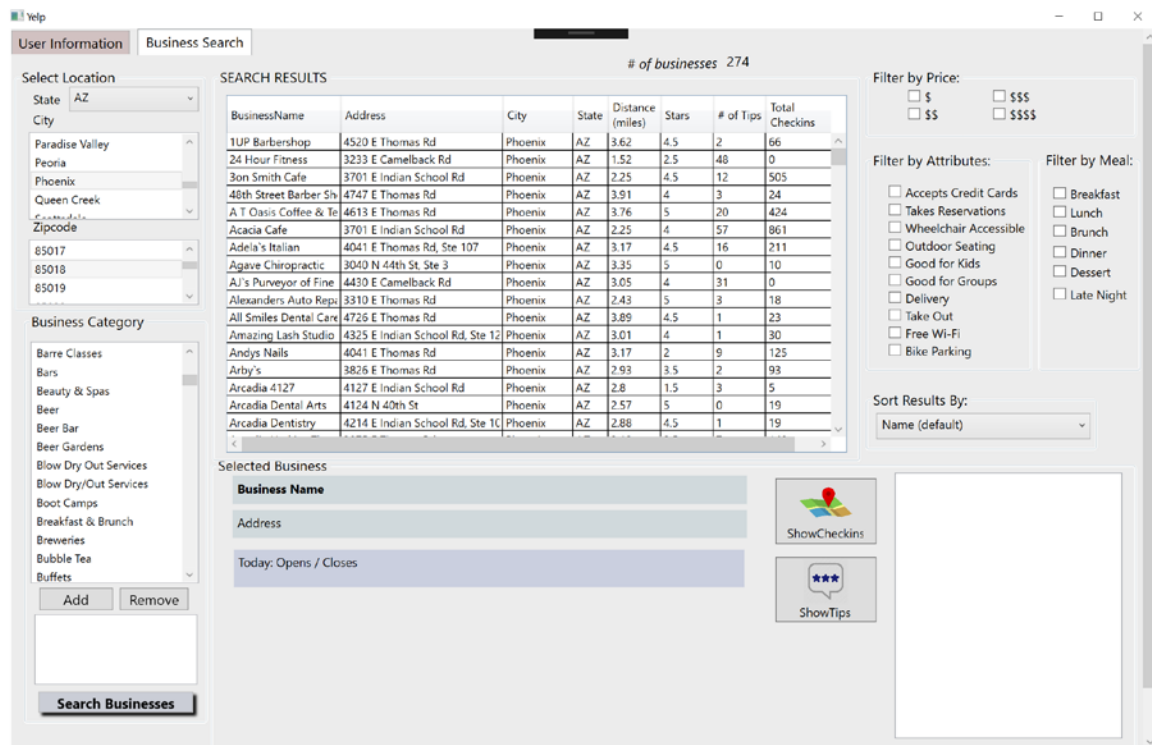 Yelp
User Information
Business Search
# of businesses 274
Select Location
State AZ
City
Paradise Valley
Peoria
Phoenix
Queen Creek
Zipcode
85017
85018
85019
Business Category
Barre Classes
Bars
Beauty & Spas
Beer
Beer Bar
Beer Gardens
Blow Dry Out Services
Blow Dry/Out Services
Boot Camps
Breakfast & Brunch
Breweries
Bubble Tea
Buffets
Add Remove
Search Businesses
SEARCH RESULTS
BusinessName Address City State Distance (miles) Stars # of Tips Total Checkins
1UP Barbershop 4520 E Thomas Rd Phoenix AZ 3.62 4.5 2 66
24 Hour Fitness 3233 E Camelback Rd Phoenix AZ 1.52 2.5 48 0
3on Smith Cafe 3701 E Indian School Rd Phoenix AZ 2.25 4.5 12 505
48th Street Barber Sh 4747 E Thomas Rd Phoenix AZ 3.91 4 3 24
A T Oasis Coffee & Te 4613 E Thomas Rd Phoenix AZ 3.76 5 20 424
Acacia Cafe 3701 E Indian School Rd Phoenix AZ 2.25 4 57 861
Adela`s Italian 4041 E Thomas Rd, Ste 107 Phoenix AZ 3.17 4.5 16 211
Agave Chiropractic 3040 N 44th St, Ste 3 Phoenix AZ 3.35 5 0 10
AJ`s Purveyor of Fine 4430 E Camelback Rd Phoenix AZ 3.05 4 31 0
Alexanders Auto Repa 3310 E Thomas Rd Phoenix AZ 2.43 5 3 18
All Smiles Dental Care 4726 E Thomas Rd Phoenix AZ 3.89 4.5 1 23
Amazing Lash Studio 4325 E Indian School Rd, Ste 12 Phoenix AZ 3.01 4 1 30
Andys Nails 4041 E Thomas Rd Phoenix AZ 3.17 2 9 125
Arby`s 3826 E Thomas Rd Phoenix AZ 2.93 3.5 2 93
Arcadia 4127 4127 E Indian School Rd Phoenix AZ 2.8 1.5 3 5
Arcadia Dental Arts 4124 N 40th St Phoenix AZ 2.57 5 0 19
Arcadia Dentistry 4214 E Indian School Rd, Ste 1C Phoenix AZ 2.88 4.5 1 19
Filter by Price:
$ $$$
$$ $$$$
Filter by Attributes:
Accepts Credit Cards
Takes Reservations
Wheelchair Accessible
Outdoor Seating
Good for Kids
Good for Groups
Delivery
Take Out
Free Wi-Fi
Bike Parking
Filter by Meal:
Breakfast
Lunch
Brunch
Dinner
Dessert
Late Night
Sort Results By:
Name (default)
Selected Business
Business Name
Address
Today: Opens / Closes
ShowCheckins
ShowTips